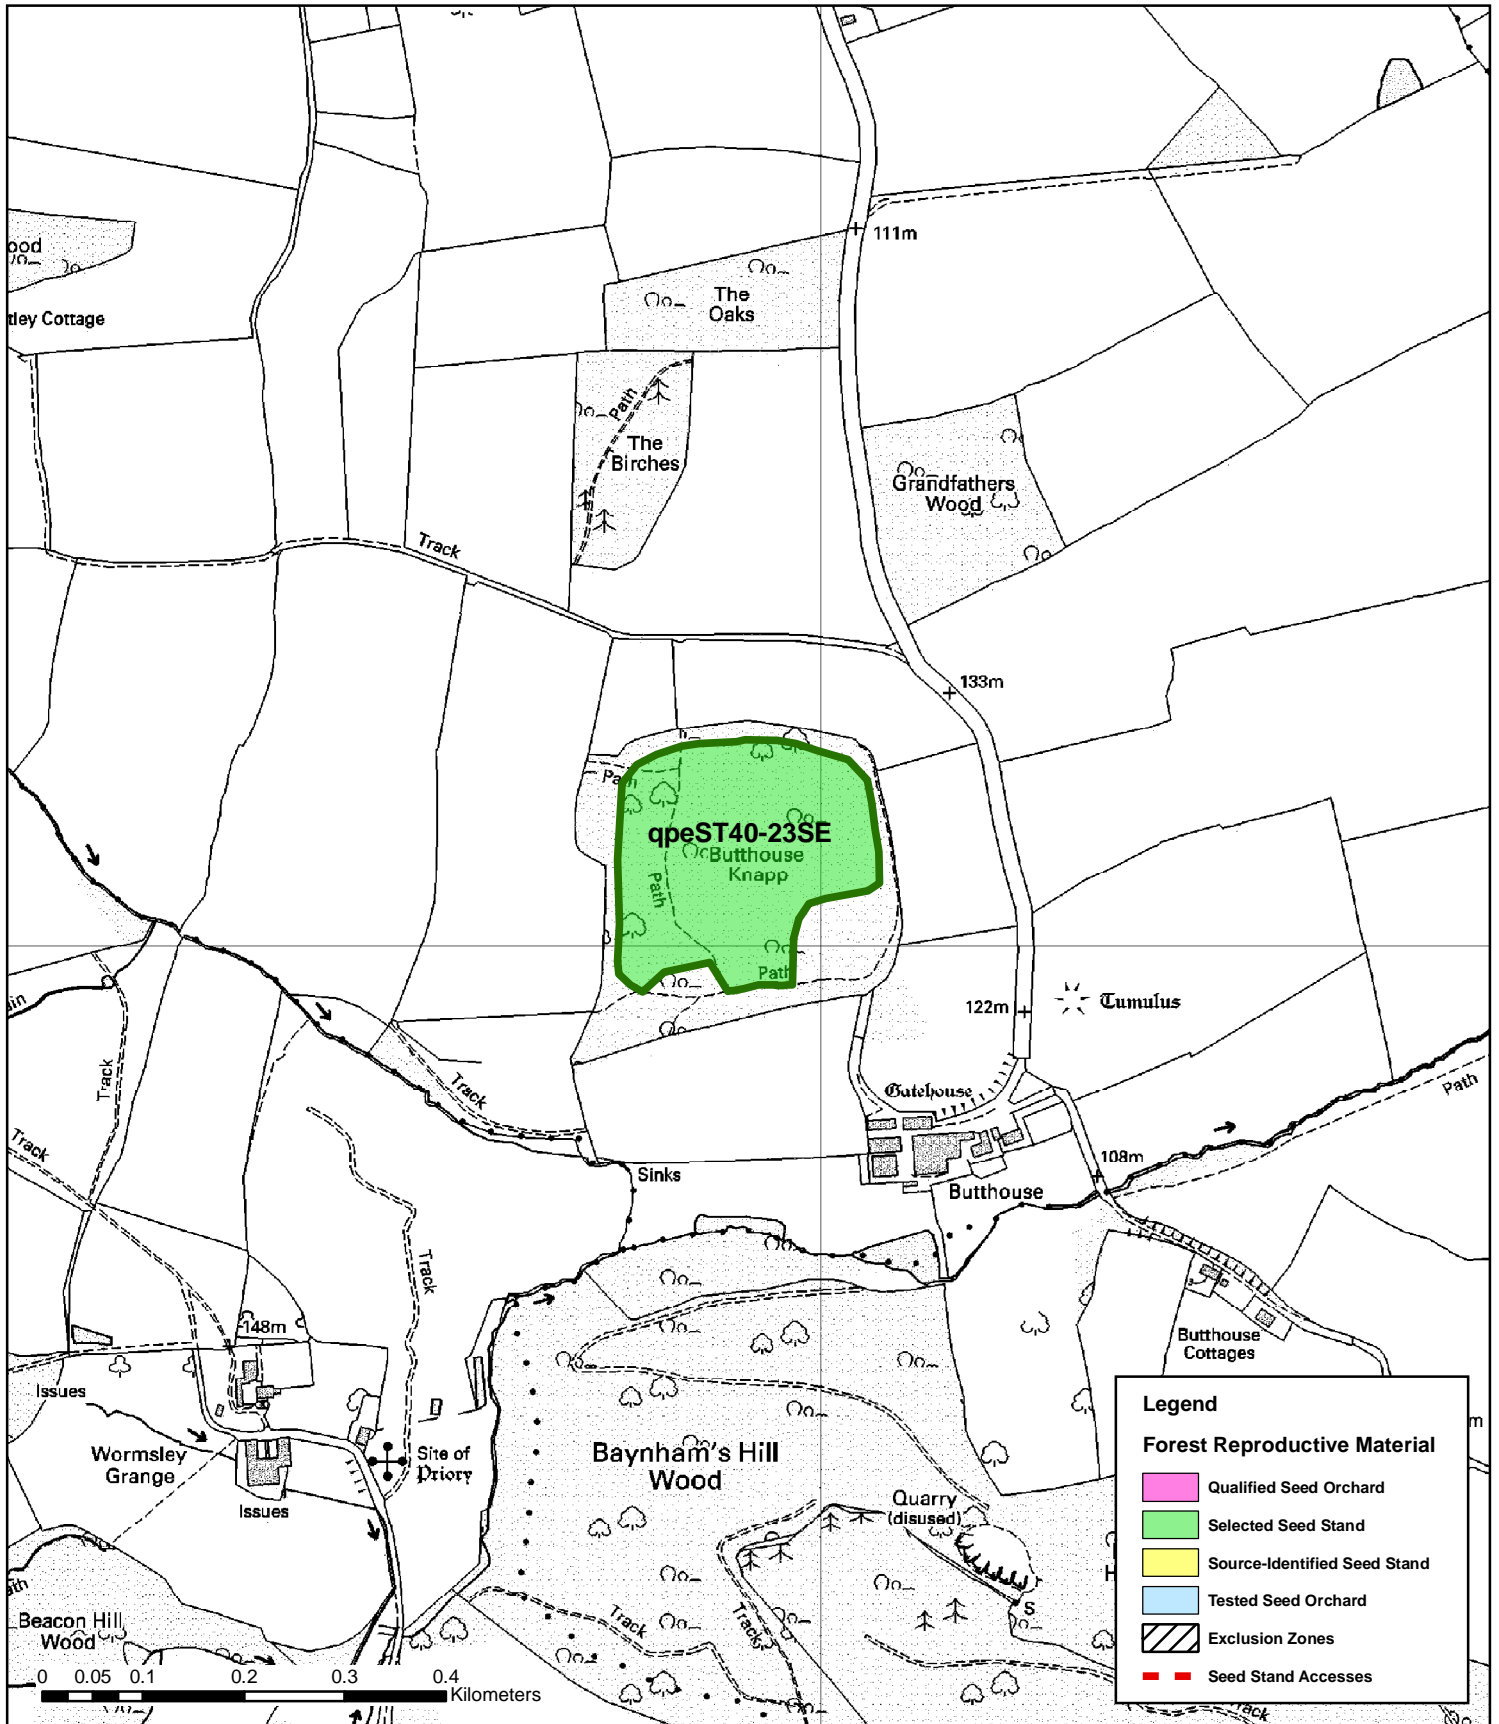 111m
ood
tley Cottage
The
Oaks
Path
The
Birches
Grandfathers
Wood
Track
133m
Path
qpeST40-23SE
Butthouse
Knapp
Path
Path
122m
Tumulus
Track
Track
Gatehouse
Path
Track
108m
Sinks
Butthouse
Track
148m
Butthouse
Cottages
Issues
Wormsley
Grange
Site of
Priory
Issues
Baynham's Hill
Wood
Quarry
(disused)
S
H
m
ath
Beacon Hill
Wood
Track
Track
Track
0 0.05 0.1 0.2 0.3 0.4
Kilometers
Legend
Forest Reproductive Material
Qualified Seed Orchard
Selected Seed Stand
Source-Identified Seed Stand
Tested Seed Orchard
Exclusion Zones
Seed Stand Accesses